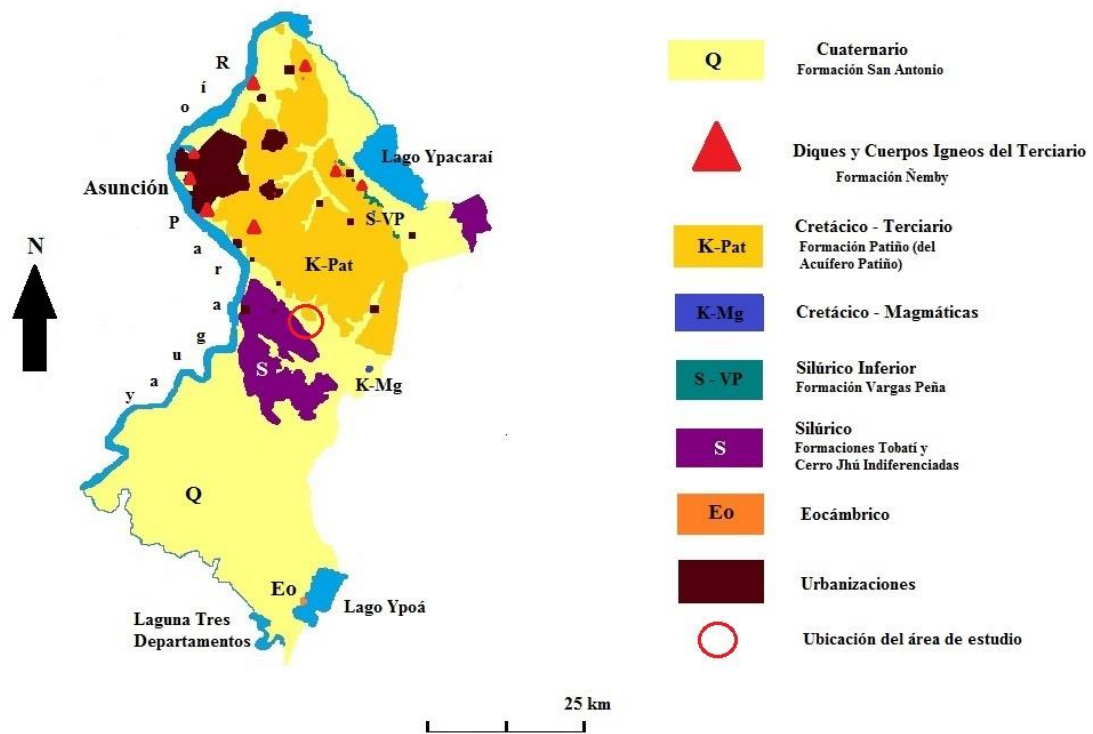 R
í
o
Lago Ypacaraí
Asunción
P
a
r
a
g
u
a
y
S-VP
K-Pat
N
S
K-Mg
Q
Eo
Lago Ypoá
Laguna Tres
Departamentos
25 km
Q
Cuaternario
Formación San Antonio
Diques y Cuerpos Igneos del Terciario
Formación Ñemby
K-Pat
Cretácico - Terciario
Formación Patiño (del
Acuífero Patiño)
K-Mg
Cretácico - Magmáticas
S - VP
Silúrico Inferior
Formación Vargas Peña
S
Silúrico
Formaciones Tobatí y
Cerro Jhú Indiferenciadas
Eo
Eocámbrico
Urbanizaciones
Ubicación del área de estudio